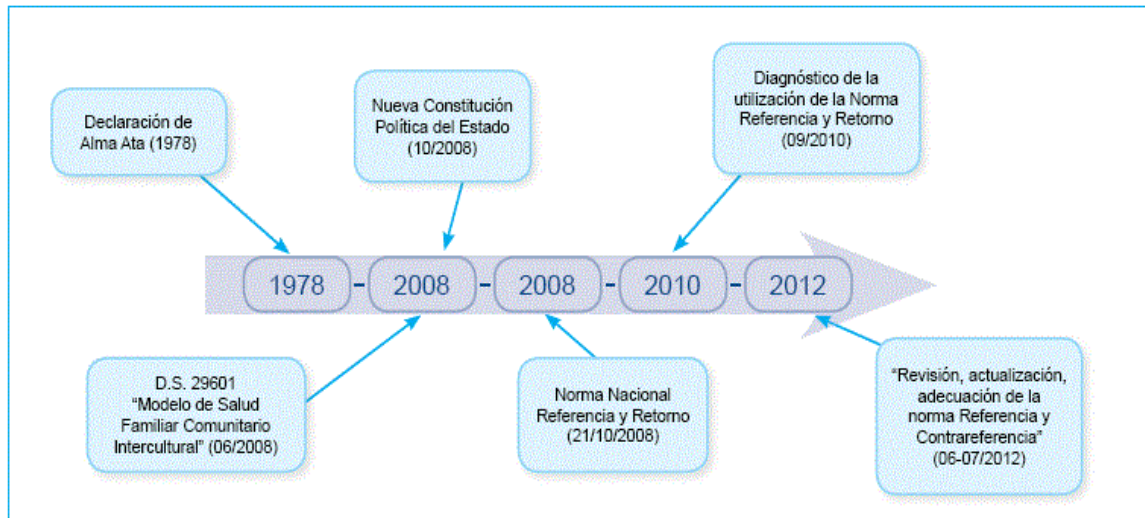 Declaración de
Alma Ata (1978)
Nueva Constitución
Política del Estado
(10/2008)
Diagnóstico de la
utilización de la Norma
Referencia y Retorno
(09/2010)
1978 - 2008 - 2008 - 2010 - 2012
D.S. 29601
“Modelo de Salud
Familiar Comunitario
Intercultural” (06/2008)
Norma Nacional
Referencia y Retorno
(21/10/2008)
“Revisión, actualización,
adecuación de la
norma Referencia y
Contrareferencia”
(06-07/2012)